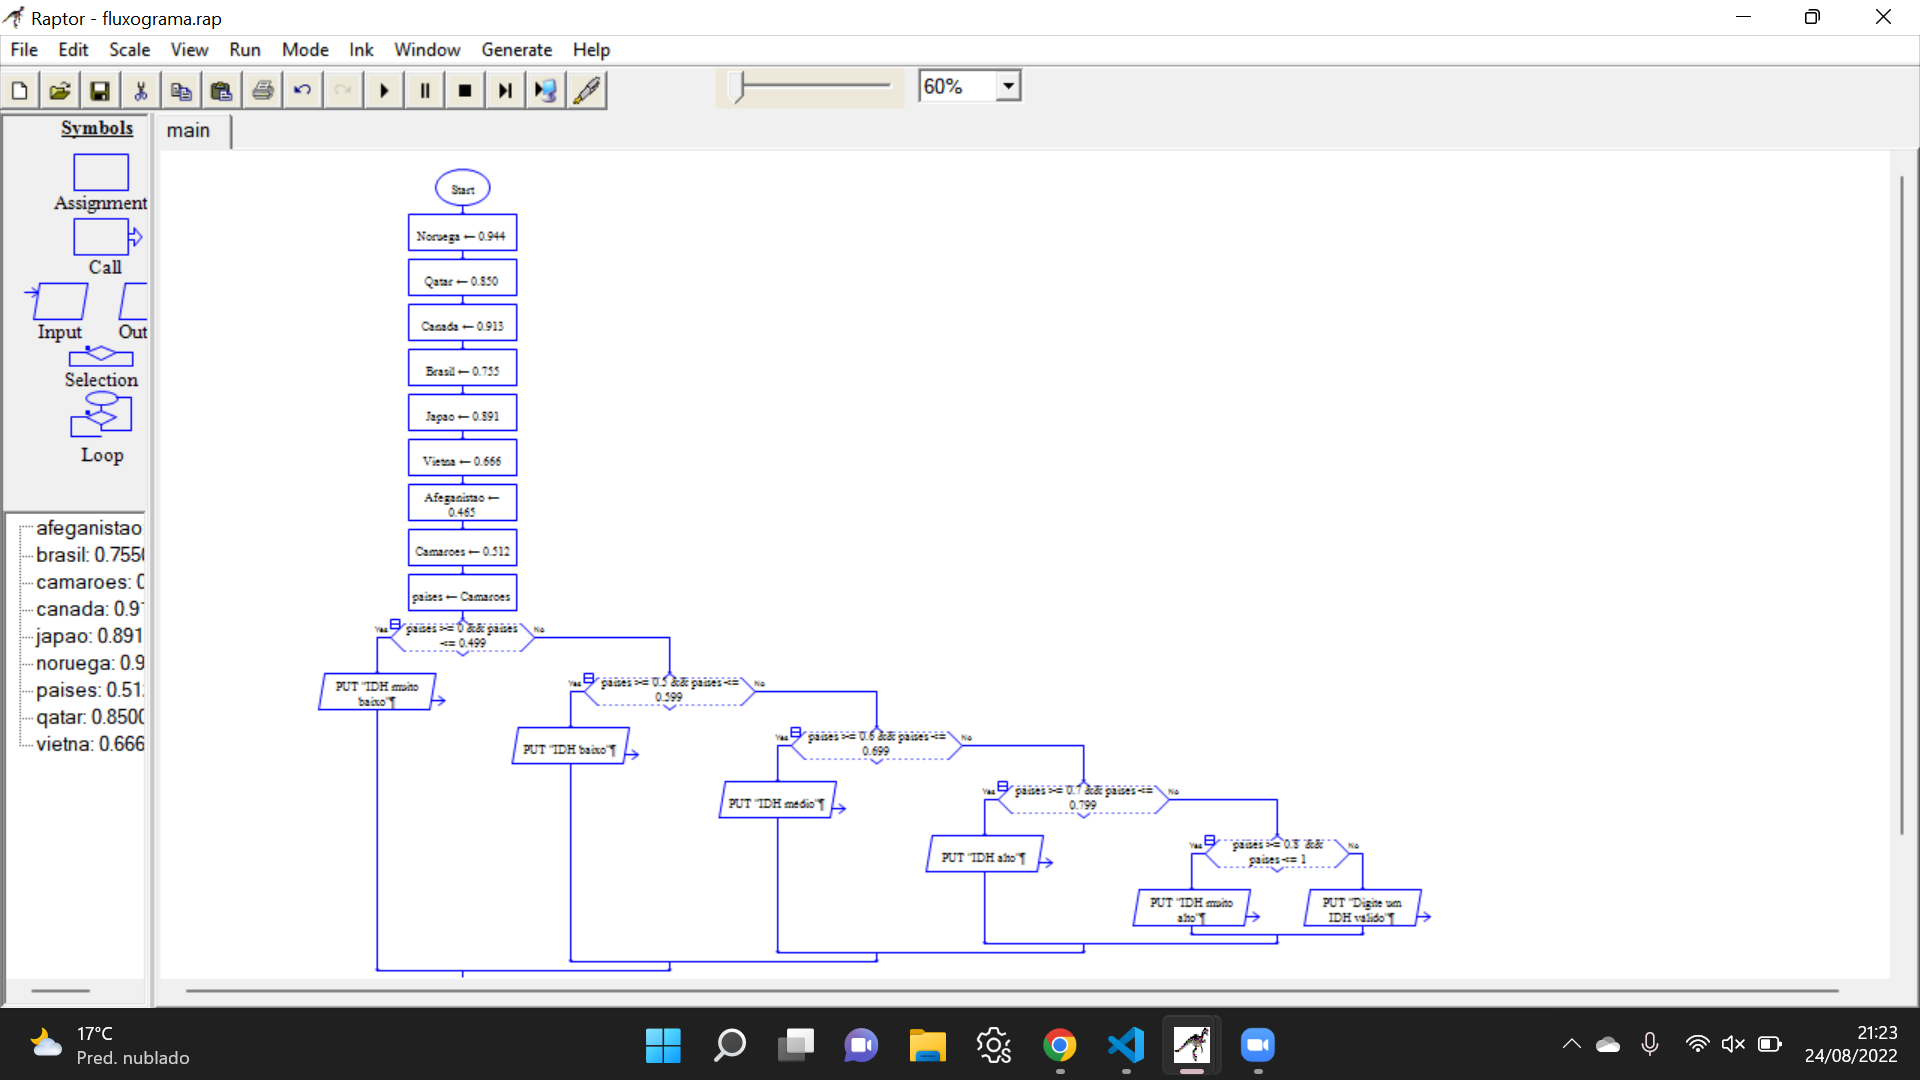 Raptor - fluxograma.rap
File Edit Scale View Run Mode Ink Window Generate Help
60%
Symbols
main
Assignment
Call
Input Out
Selection
Loop
afeganistao:
brasil: 0.7550
camaroes: 0
canada: 0.91
japao: 0.891
noruega: 0.9
paises: 0.51
qatar: 0.8500
vietna: 0.666
Start
Noruega ← 0.944
Qatar ← 0.850
Canada ← 0.913
Brasil ← 0.755
Japao ← 0.891
Vietna ← 0.666
Afeganistao ←
0.465
Camaroes ← 0.512
paises ← Camaroes
Yes
paises >= 0 && paises
<= 0.499
No
PUT "IDH muito
baixo"¶
Yes
paises >= 0.5 && paises <=
0.599
No
PUT "IDH baixo"¶
Yes
paises >= 0.6 && paises <=
0.699
No
PUT "IDH medio"¶
Yes
paises >= 0.7 && paises <=
0.799
No
PUT "IDH alto"¶
Yes
paises >= 0.8 &&
paises <= 1
No
PUT "IDH muito
alto"¶
PUT "Digite um
IDH valido"¶
17°C
Pred. nublado
21:23
24/08/2022